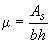 μ = A_s / bh